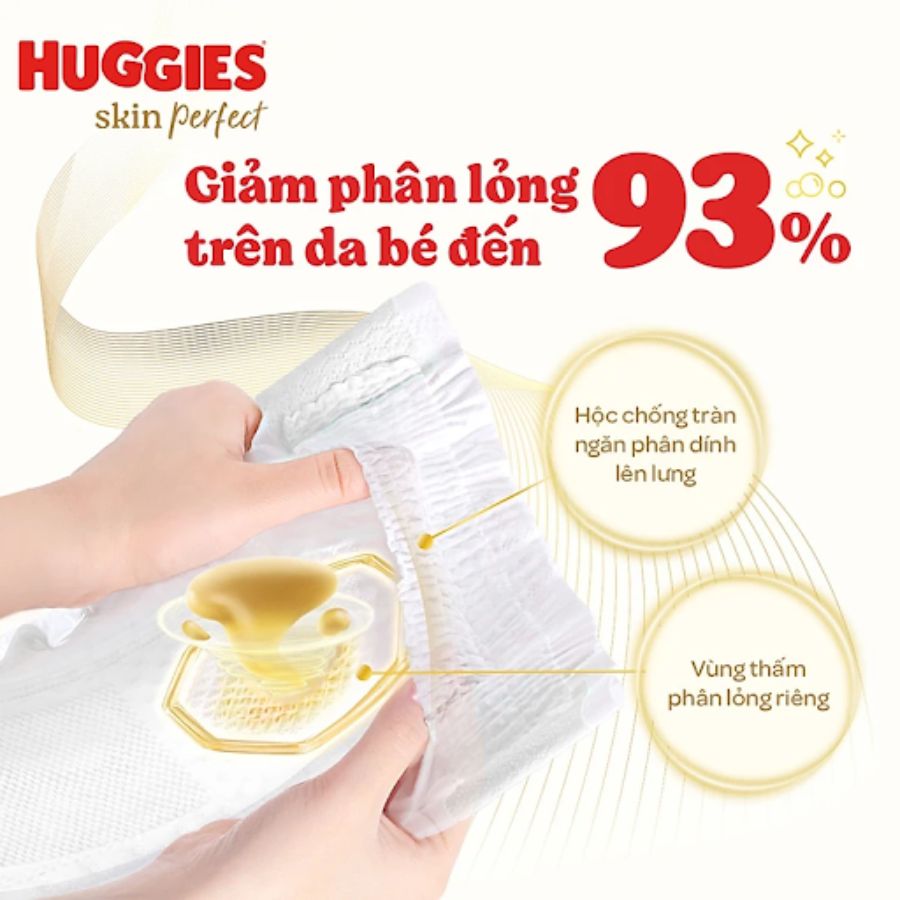 HUGGIES
skin perfect
Giảm phân lỏng
trên da bé đến
93%
Hộc chống tràn
ngăn phân dính
lên lưng
Vùng thấm
phân lỏng riêng